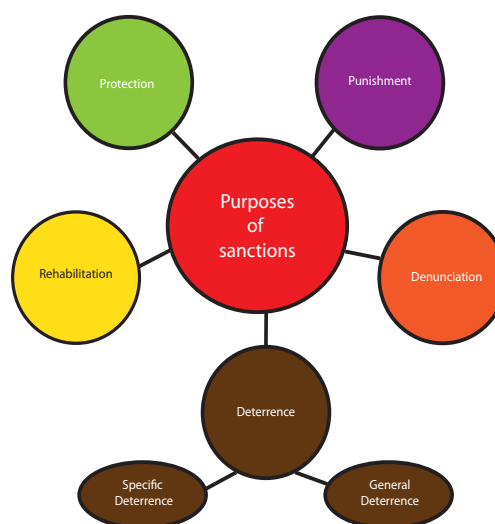 Protection
Punishment
Purposes
of
sanctions
Rehabilitation
Denunciation
Deterrence
Specific
Deterrence
General
Deterrence